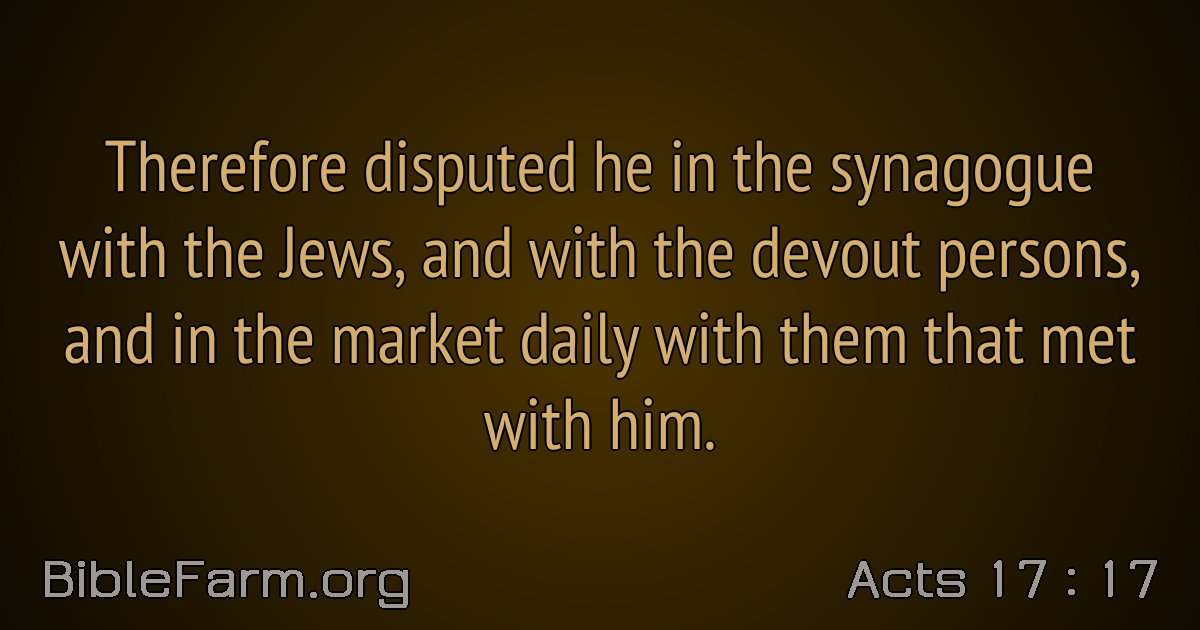 Therefore disputed he in the synagogue
with the Jews, and with the devout persons,
and in the market daily with them that met
with him.
BibleFarm.org
Acts 17 : 17